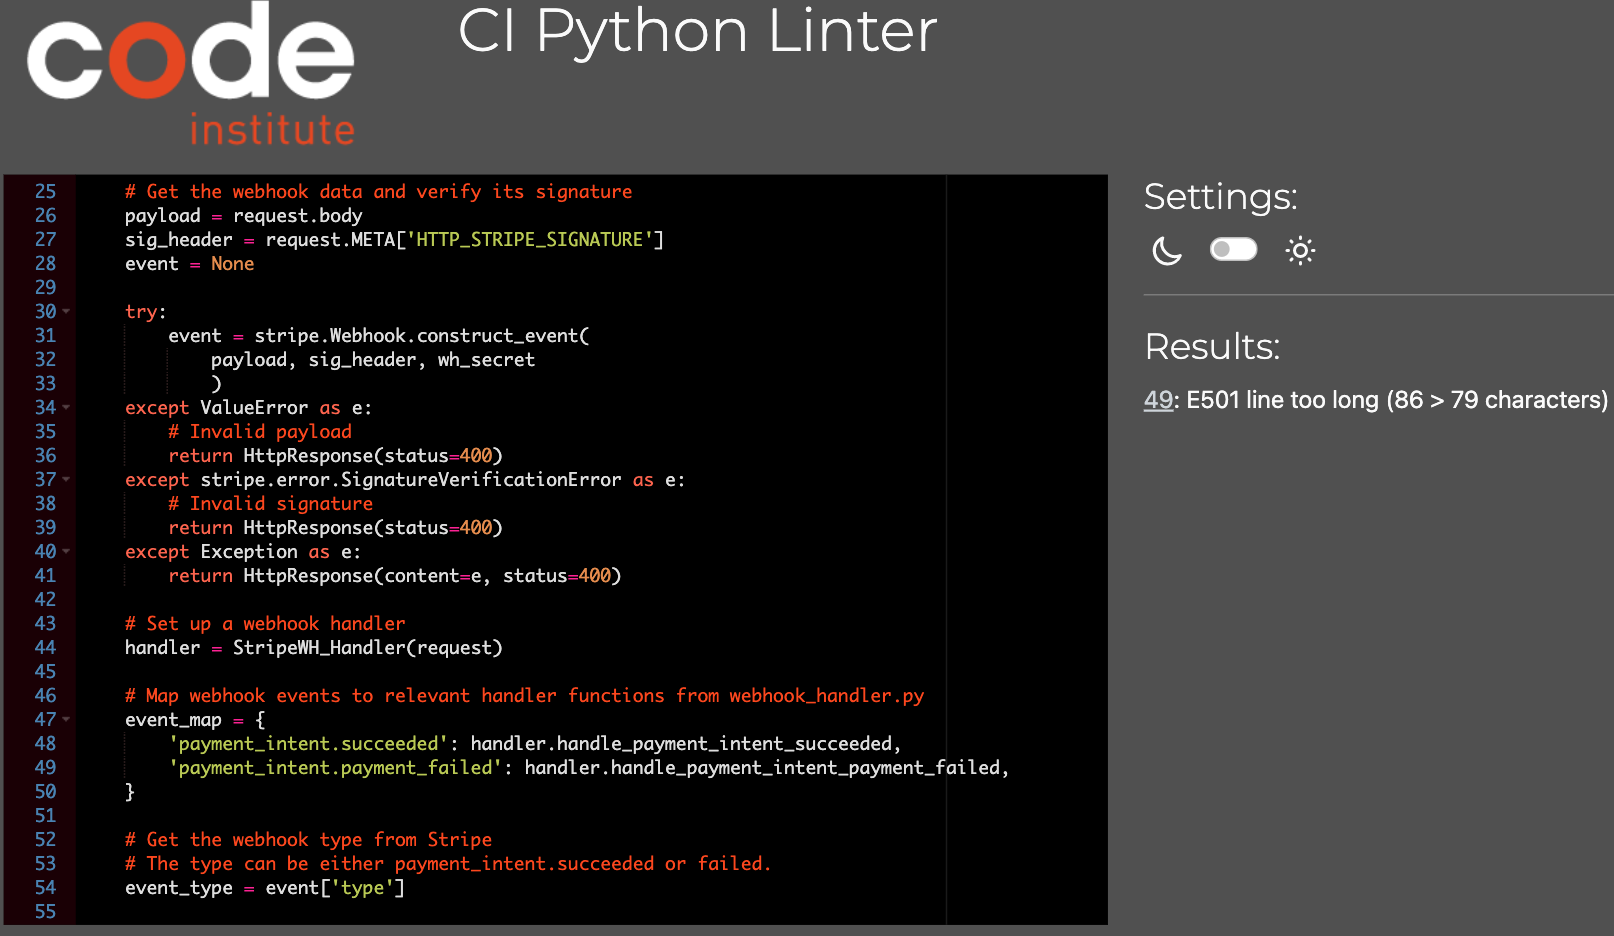 code
institute
CI Python Linter
25     # Get the webhook data and verify its signature
26     payload = request.body
27     sig_header = request.META['HTTP_STRIPE_SIGNATURE']
28     event = None
29
30     try:
31         event = stripe.Webhook.construct_event(
32             payload, sig_header, wh_secret
33             )
34     except ValueError as e:
35         # Invalid payload
36         return HttpResponse(status=400)
37     except stripe.error.SignatureVerificationError as e:
38         # Invalid signature
39         return HttpResponse(status=400)
40     except Exception as e:
41         return HttpResponse(content=e, status=400)
42
43     # Set up a webhook handler
44     handler = StripeWH_Handler(request)
45
46     # Map webhook events to relevant handler functions from webhook_handler.py
47     event_map = {
48         'payment_intent.succeeded': handler.handle_payment_intent_succeeded,
49         'payment_intent.payment_failed': handler.handle_payment_intent_payment_failed,
50     }
51
52     # Get the webhook type from Stripe
53     # The type can be either payment_intent.succeeded or failed.
54     event_type = event['type']
55
Settings:
Results:
49: E501 line too long (86 > 79 characters)